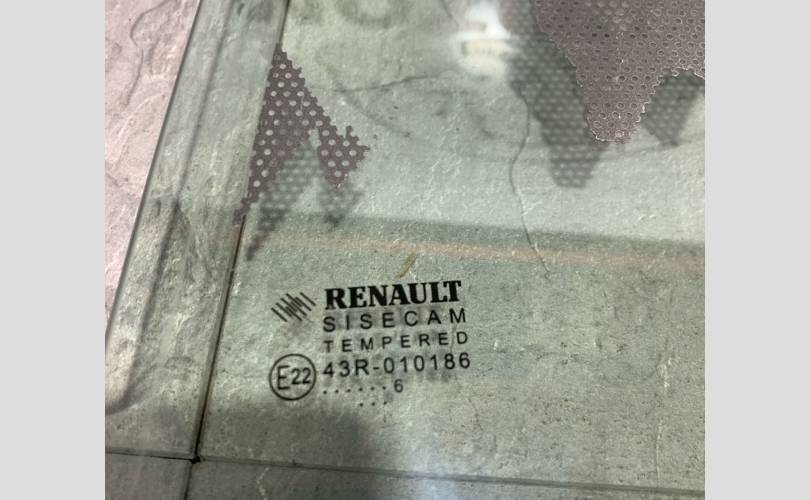 RENAULT
SISECAM
TEMPERED
E22 43R-010186
......6
...